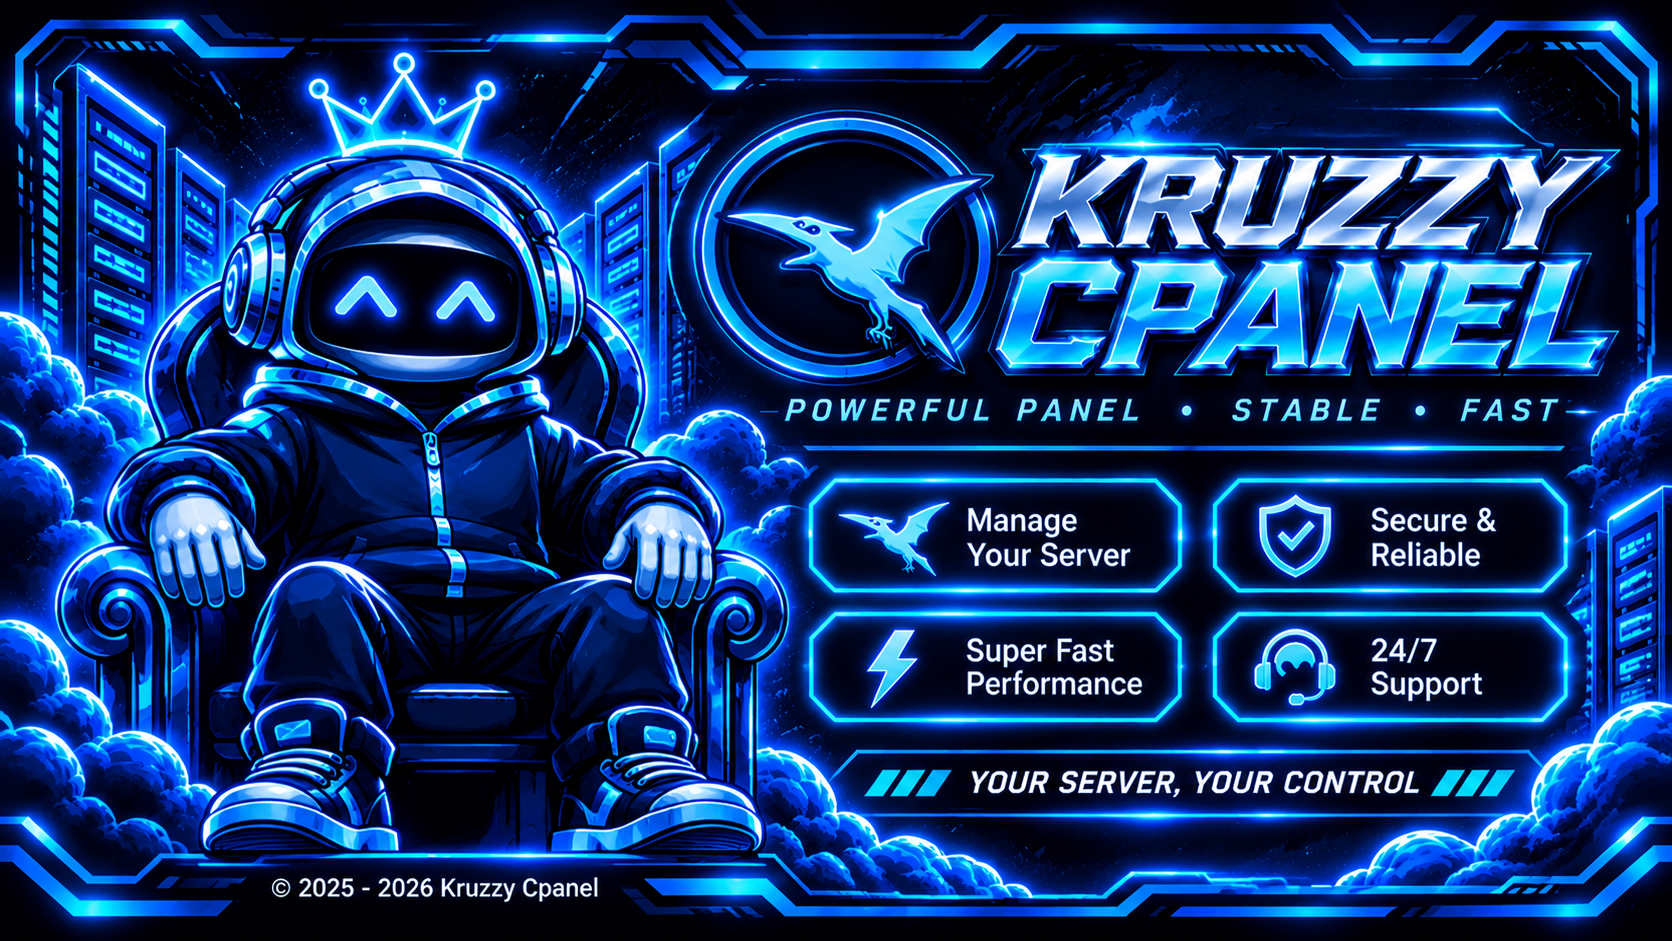 KRUZZY
CPANEL
POWERFUL PANEL • STABLE • FAST
Manage
Your Server
Secure &
Reliable
Super Fast
Performance
24/7
Support
YOUR SERVER, YOUR CONTROL
© 2025 - 2026 Kruzzy Cpanel